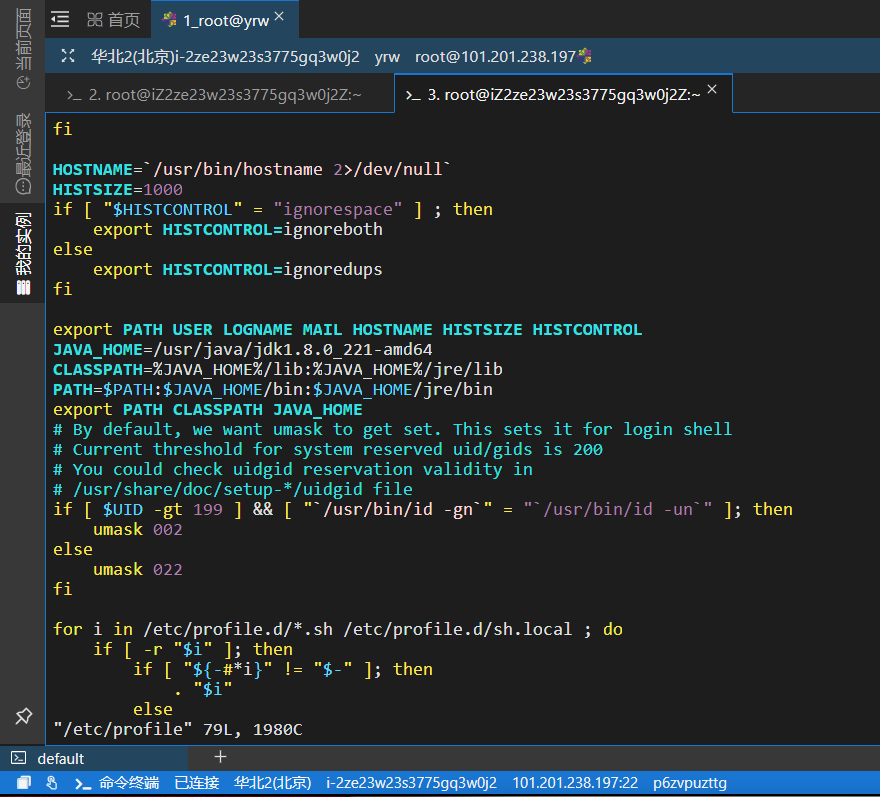 当前页面
最近登录
我的实例
首页
1_root@yrw
华北2(北京)i-2ze23w23s3775gq3w0j2 yrw root@101.201.238.197
>_ 2. root@iZ2ze23w23s3775gq3w0j2Z:~
>_ 3. root@iZ2ze23w23s3775gq3w0j2Z:~
fi
HOSTNAME=`/usr/bin/hostname 2>/dev/null`
HISTSIZE=1000
if [ "$HISTCONTROL" = "ignorespace" ] ; then
    export HISTCONTROL=ignoreboth
else
    export HISTCONTROL=ignoredups
fi
export PATH USER LOGNAME MAIL HOSTNAME HISTSIZE HISTCONTROL
JAVA_HOME=/usr/java/jdk1.8.0_221-amd64
CLASSPATH=%JAVA_HOME%/lib:%JAVA_HOME%/jre/lib
PATH=$PATH:$JAVA_HOME/bin:$JAVA_HOME/jre/bin
export PATH CLASSPATH JAVA_HOME
# By default, we want umask to get set. This sets it for login shell
# Current threshold for system reserved uid/gids is 200
# You could check uidgid reservation validity in
# /usr/share/doc/setup-*/uidgid file
if [ $UID -gt 199 ] && [ "`/usr/bin/id -gn`" = "`/usr/bin/id -un`" ]; then
    umask 002
else
    umask 022
fi
for i in /etc/profile.d/*.sh /etc/profile.d/sh.local ; do
    if [ -r "$i" ]; then
        if [ "${-#*i}" != "$-" ]; then
            . "$i"
        else
"/etc/profile" 79L, 1980C
default
命令终端 已连接 华北2(北京) i-2ze23w23s3775gq3w0j2 101.201.238.197:22 p6zvpuzttg